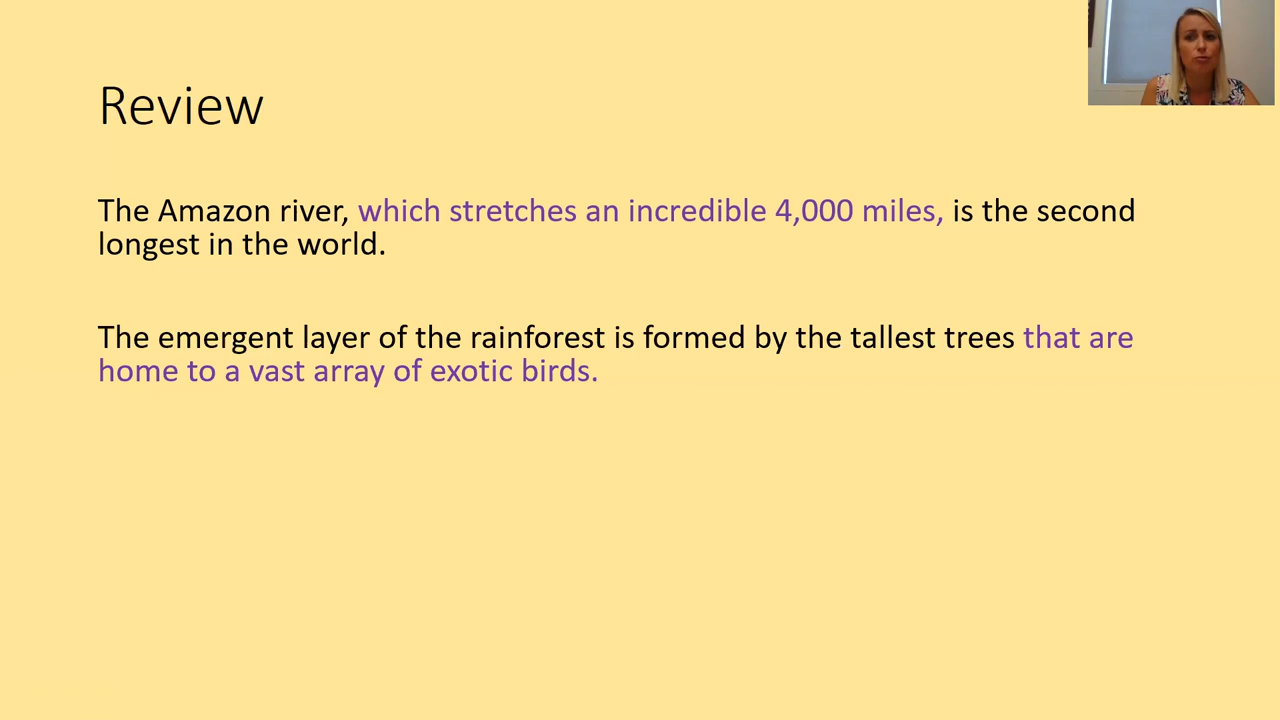 Review
The Amazon river, which stretches an incredible 4,000 miles, is the second
longest in the world.
The emergent layer of the rainforest is formed by the tallest trees that are
home to a vast array of exotic birds.